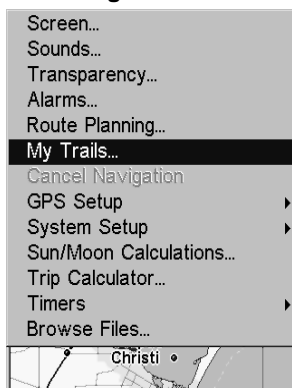 Screen...
Sounds...
Transparency...
Alarms...
Route Planning...
My Trails...
Cancel Navigation
GPS Setup
System Setup
Sun/Moon Calculations...
Trip Calculator...
Timers
Browse Files...
Christi